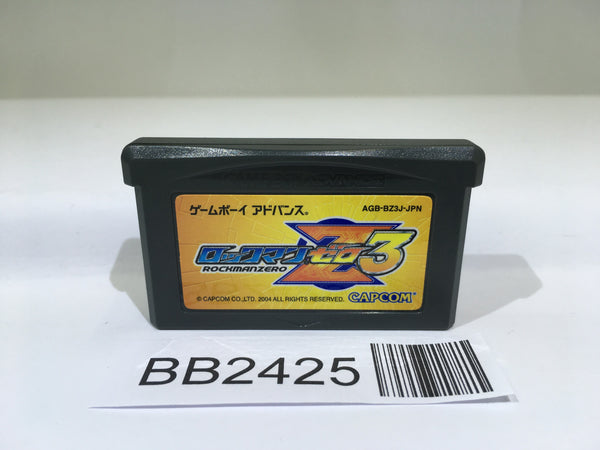 ゲームボーイ アドバンス®
AGB-BZ3J-JPN
ロックマンゼロ3
ROCKMANZERO
© CAPCOM CO.,LTD. 2004 ALL RIGHTS RESERVED.
CAPCOM
BB2425